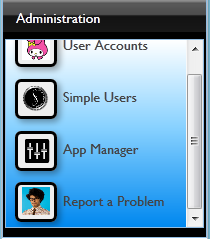 Administration
User Accounts
Simple Users
App Manager
Report a Problem